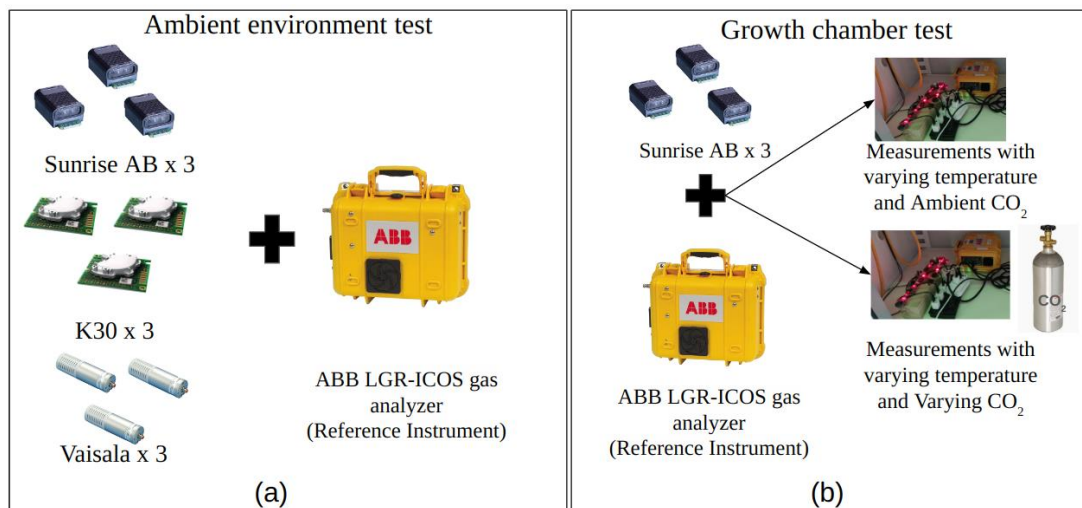 Ambient environment test
Sunrise AB x 3
K30 x 3
Vaisala x 3
ABB
ABB LGR-ICOS gas
analyzer
(Reference Instrument)
(a)
Growth chamber test
Sunrise AB x 3
ABB
ABB LGR-ICOS gas
analyzer
(Reference Instrument)
Measurements with
varying temperature
and Ambient CO₂
CO₂
Measurements with
varying temperature
and Varying CO₂
(b)